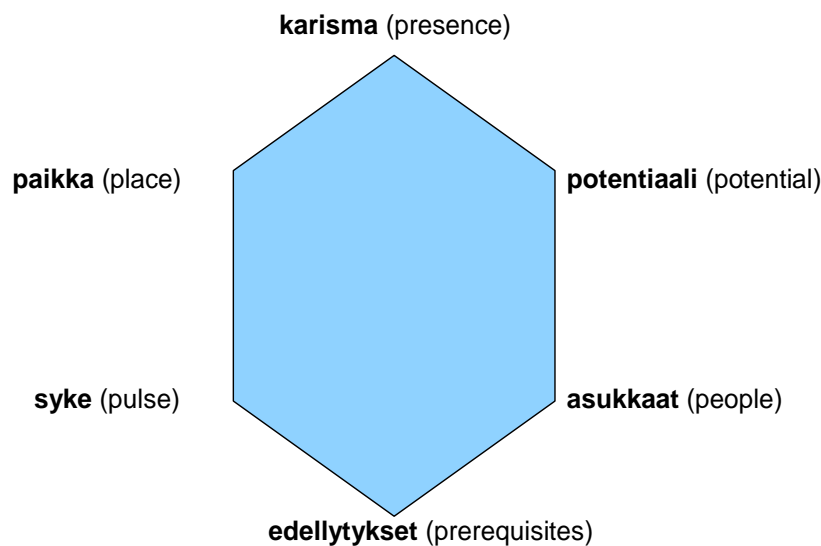 karisma (presence)
paikka (place)
potentiaali (potential)
syke (pulse)
asukkaat (people)
edellytykset (prerequisites)